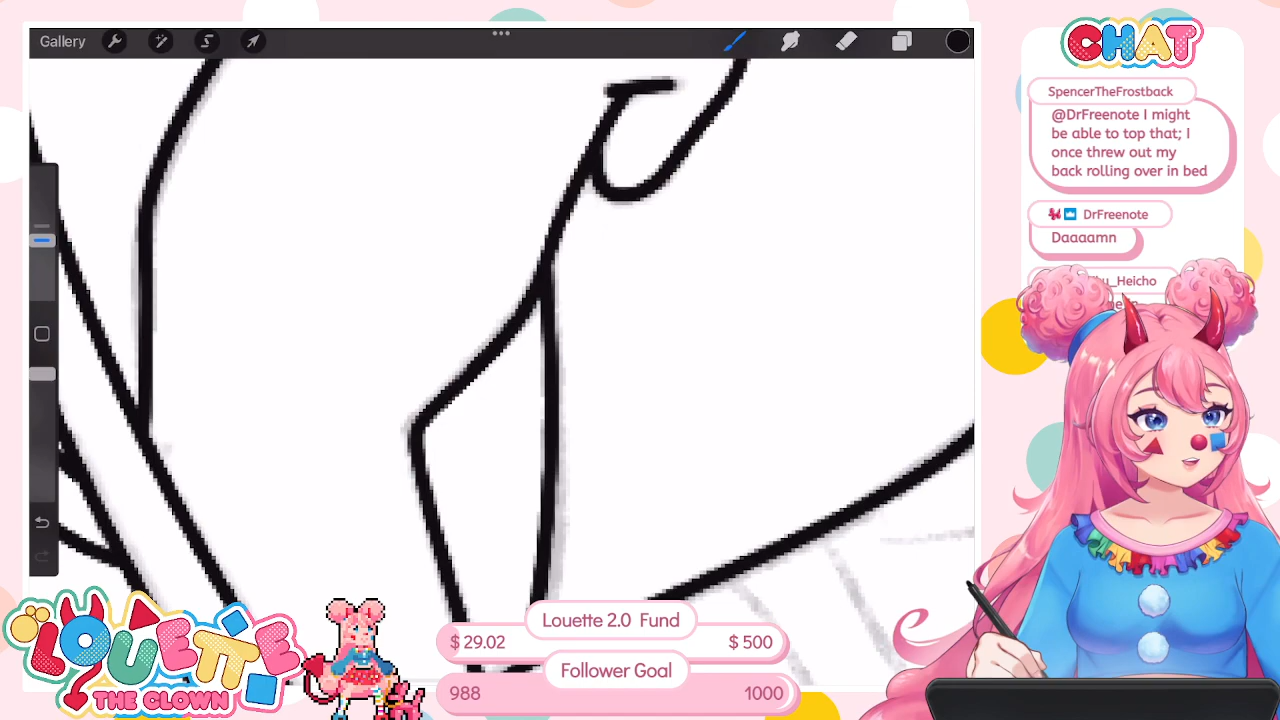 Gallery
CHAT
SpencerTheFrostback
@DrFreenote I might
be able to top that; I
once threw out my
back rolling over in bed
DrFreenote
Daaaamn
Heicho
Louette 2.0 Fund
$ 29.02
$ 500
Follower Goal
988
1000
LOUETTE
THE CLOWN